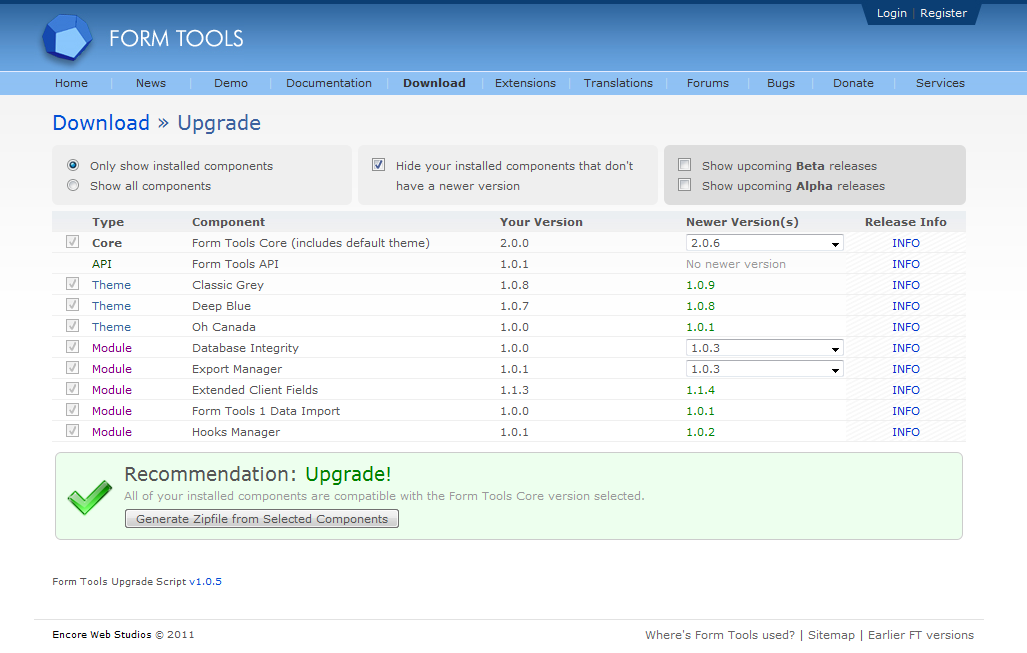 Login | Register
FORM TOOLS
Home | News | Demo | Documentation | Download | Extensions | Translations | Forums | Bugs | Donate | Services
Download » Upgrade
Only show installed components
Show all components
Hide your installed components that don't
have a newer version
Show upcoming Beta releases
Show upcoming Alpha releases
Type Component Your Version Newer Version(s) Release Info
Core Form Tools Core (includes default theme) 2.0.0 2.0.6 INFO
API Form Tools API 1.0.1 No newer version INFO
Theme Classic Grey 1.0.8 1.0.9 INFO
Theme Deep Blue 1.0.7 1.0.8 INFO
Theme Oh Canada 1.0.0 1.0.1 INFO
Module Database Integrity 1.0.0 1.0.3 INFO
Module Export Manager 1.0.1 1.0.3 INFO
Module Extended Client Fields 1.1.3 1.1.4 INFO
Module Form Tools 1 Data Import 1.0.0 1.0.1 INFO
Module Hooks Manager 1.0.1 1.0.2 INFO
Recommendation: Upgrade!
All of your installed components are compatible with the Form Tools Core version selected.
Generate Zipfile from Selected Components
Form Tools Upgrade Script v1.0.5
Encore Web Studios © 2011
Where's Form Tools used? | Sitemap | Earlier FT versions